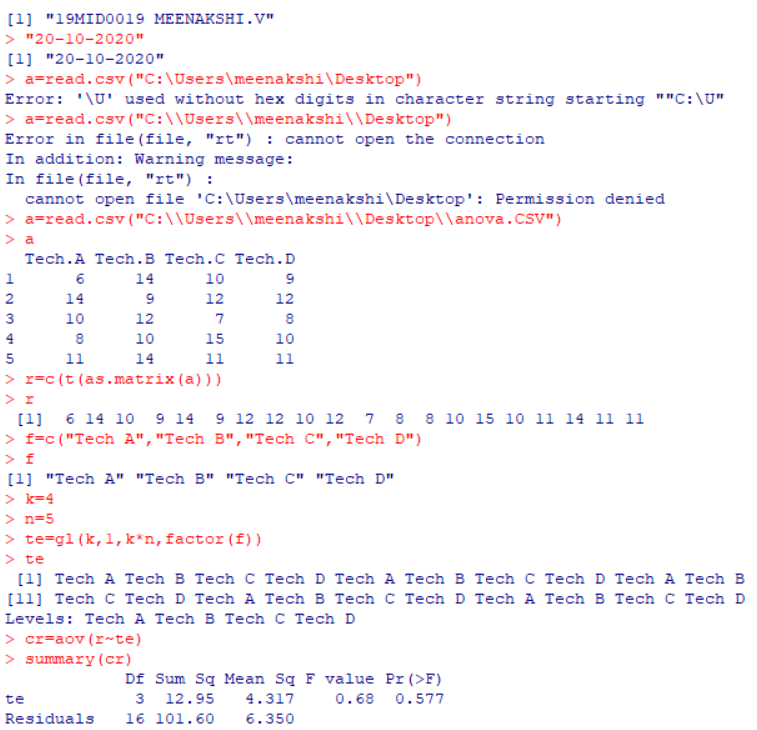 [1] "19MID0019 MEENAKSHI.V"
> "20-10-2020"
[1] "20-10-2020"
> a=read.csv("C:\Users\meenakshi\Desktop")
Error: '\U' used without hex digits in character string starting ""C:\U"
> a=read.csv("C:\\Users\\meenakshi\\Desktop")
Error in file(file, "rt") : cannot open the connection
In addition: Warning message:
In file(file, "rt") :
  cannot open file 'C:\Users\meenakshi\Desktop': Permission denied
> a=read.csv("C:\\Users\\meenakshi\\Desktop\\anova.CSV")
> a
  Tech.A Tech.B Tech.C Tech.D
1      6     14     10      9
2     14      9     12     12
3     10     12      7      8
4      8     10     15     10
5     11     14     11     11
> r=c(t(as.matrix(a)))
> r
 [1]  6 14 10  9 14  9 12 12 10 12  7  8  8 10 15 10 11 14 11 11
> f=c("Tech A","Tech B","Tech C","Tech D")
> f
[1] "Tech A" "Tech B" "Tech C" "Tech D"
> k=4
> n=5
> te=gl(k,1,k*n,factor(f))
> te
 [1] Tech A Tech B Tech C Tech D Tech A Tech B Tech C Tech D Tech A Tech B
[11] Tech C Tech D Tech A Tech B Tech C Tech D Tech A Tech B Tech C Tech D
Levels: Tech A Tech B Tech C Tech D
> cr=aov(r~te)
> summary(cr)
            Df Sum Sq Mean Sq F value Pr(>F)
te           3  12.95   4.317    0.68  0.577
Residuals   16 101.60   6.350